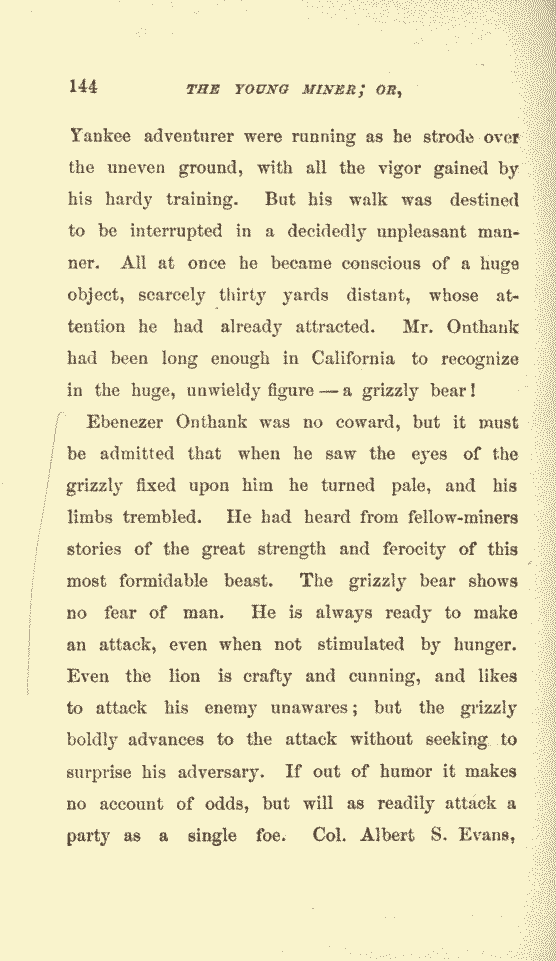 144 THE YOUNG MINER; OR,
Yankee adventurer were running as he strode over
the uneven ground, with all the vigor gained by
his hardy training. But his walk was destined
to be interrupted in a decidedly unpleasant man-
ner. All at once he became conscious of a huge
object, scarcely thirty yards distant, whose at-
tention he had already attracted. Mr. Onthank
had been long enough in California to recognize
in the huge, unwieldy figure — a grizzly bear!
Ebenezer Onthank was no coward, but it must
be admitted that when he saw the eyes of the
grizzly fixed upon him he turned pale, and his
limbs trembled. He had heard from fellow-miners
stories of the great strength and ferocity of this
most formidable beast. The grizzly bear shows
no fear of man. He is always ready to make
an attack, even when not stimulated by hunger.
Even the lion is crafty and cunning, and likes
to attack his enemy unawares; but the grizzly
boldly advances to the attack without seeking to
surprise his adversary. If out of humor it makes
no account of odds, but will as readily attack a
party as a single foe. Col. Albert S. Evans,